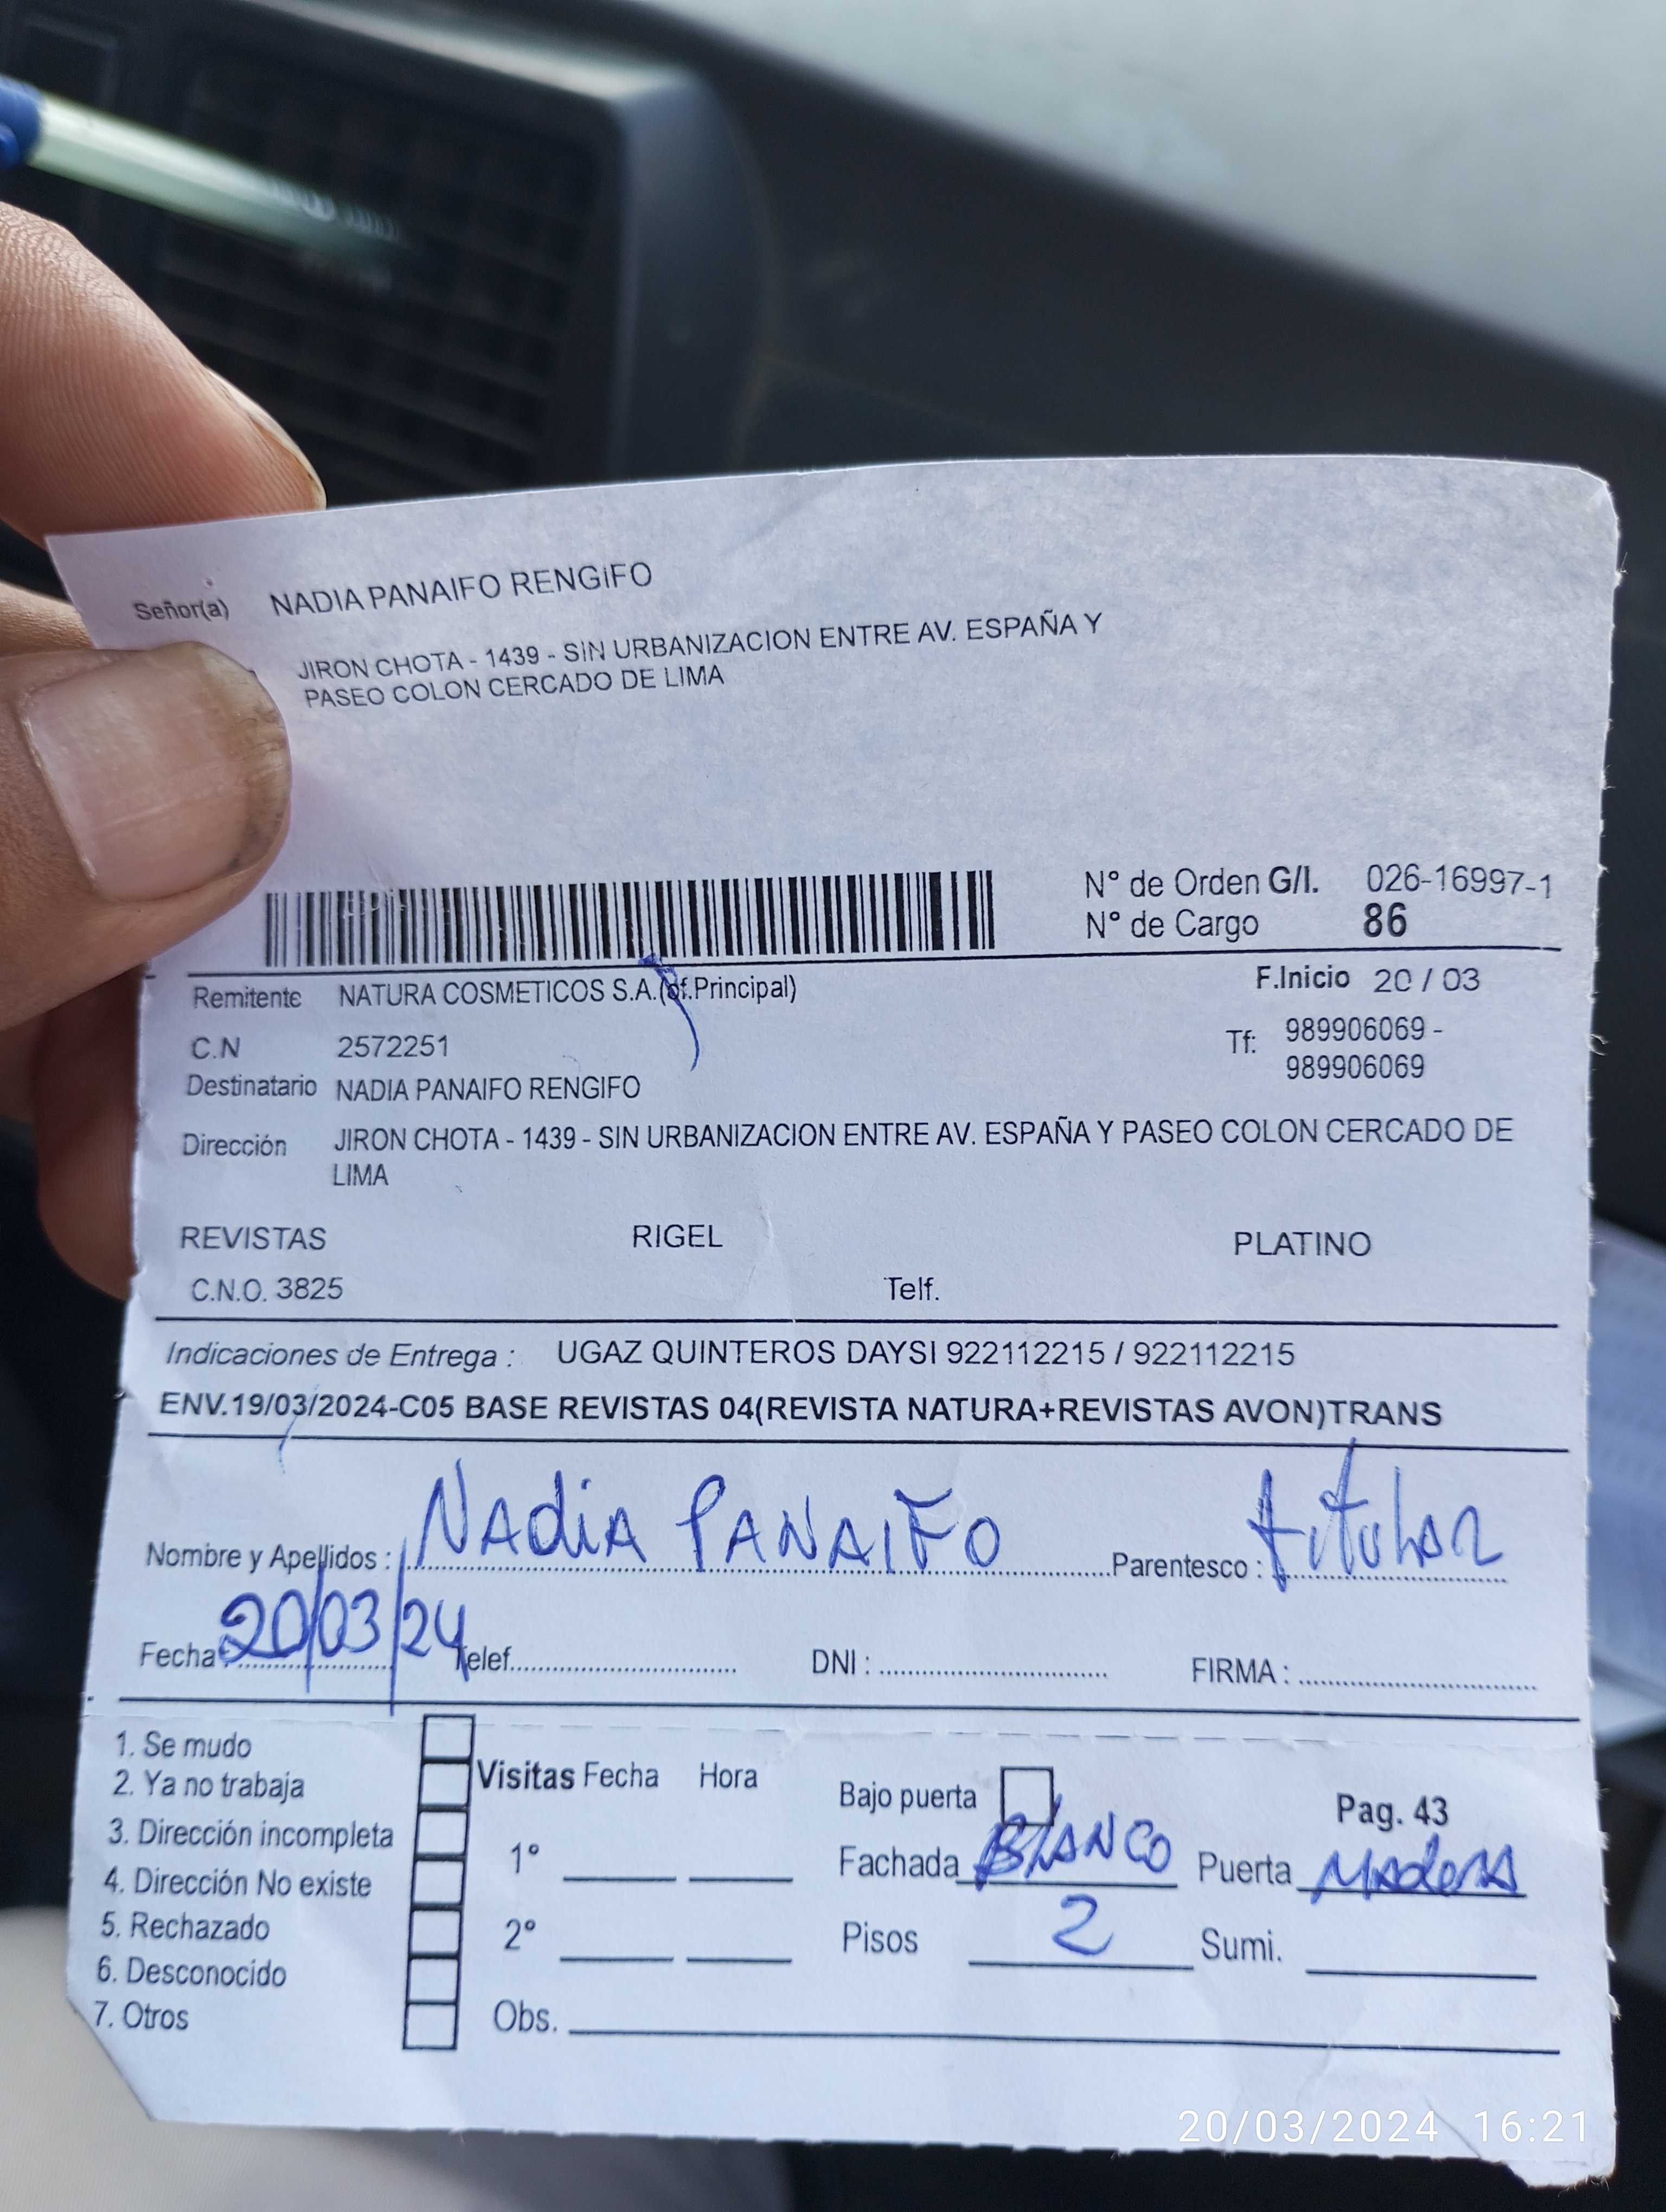 Señor(a) NADIA PANAIFO RENGIFO
JIRON CHOTA - 1439 - SIN URBANIZACION ENTRE AV. ESPAÑA Y
PASEO COLON CERCADO DE LIMA
N° de Orden G/I. 026-16997-1
N° de Cargo 86
Remitente NATURA COSMETICOS S.A.(of.Principal) F.Inicio 20 / 03
C.N 2572251 Tf: 989906069 -
989906069
Destinatario NADIA PANAIFO RENGIFO
Dirección JIRON CHOTA - 1439 - SIN URBANIZACION ENTRE AV. ESPAÑA Y PASEO COLON CERCADO DE
LIMA
REVISTAS RIGEL PLATINO
C.N.O. 3825 Telf.
Indicaciones de Entrega : UGAZ QUINTEROS DAYSI 922112215 / 922112215
ENV.19/03/2024-C05 BASE REVISTAS 04(REVISTA NATURA+REVISTAS AVON)TRANS
Nombre y Apellidos : NAdiA PANAIFO Parentesco : titular
Fecha : 20/03/24 Telef. DNI : FIRMA :
1. Se mudo
2. Ya no trabaja
3. Dirección incompleta
4. Dirección No existe
5. Rechazado
6. Desconocido
7. Otros
Visitas Fecha Hora
1°
2°
Obs.
Bajo puerta Pag. 43
Fachada BLANCO Puerta MAdeRA
Pisos 2 Sumi.
20/03/2024 16:21